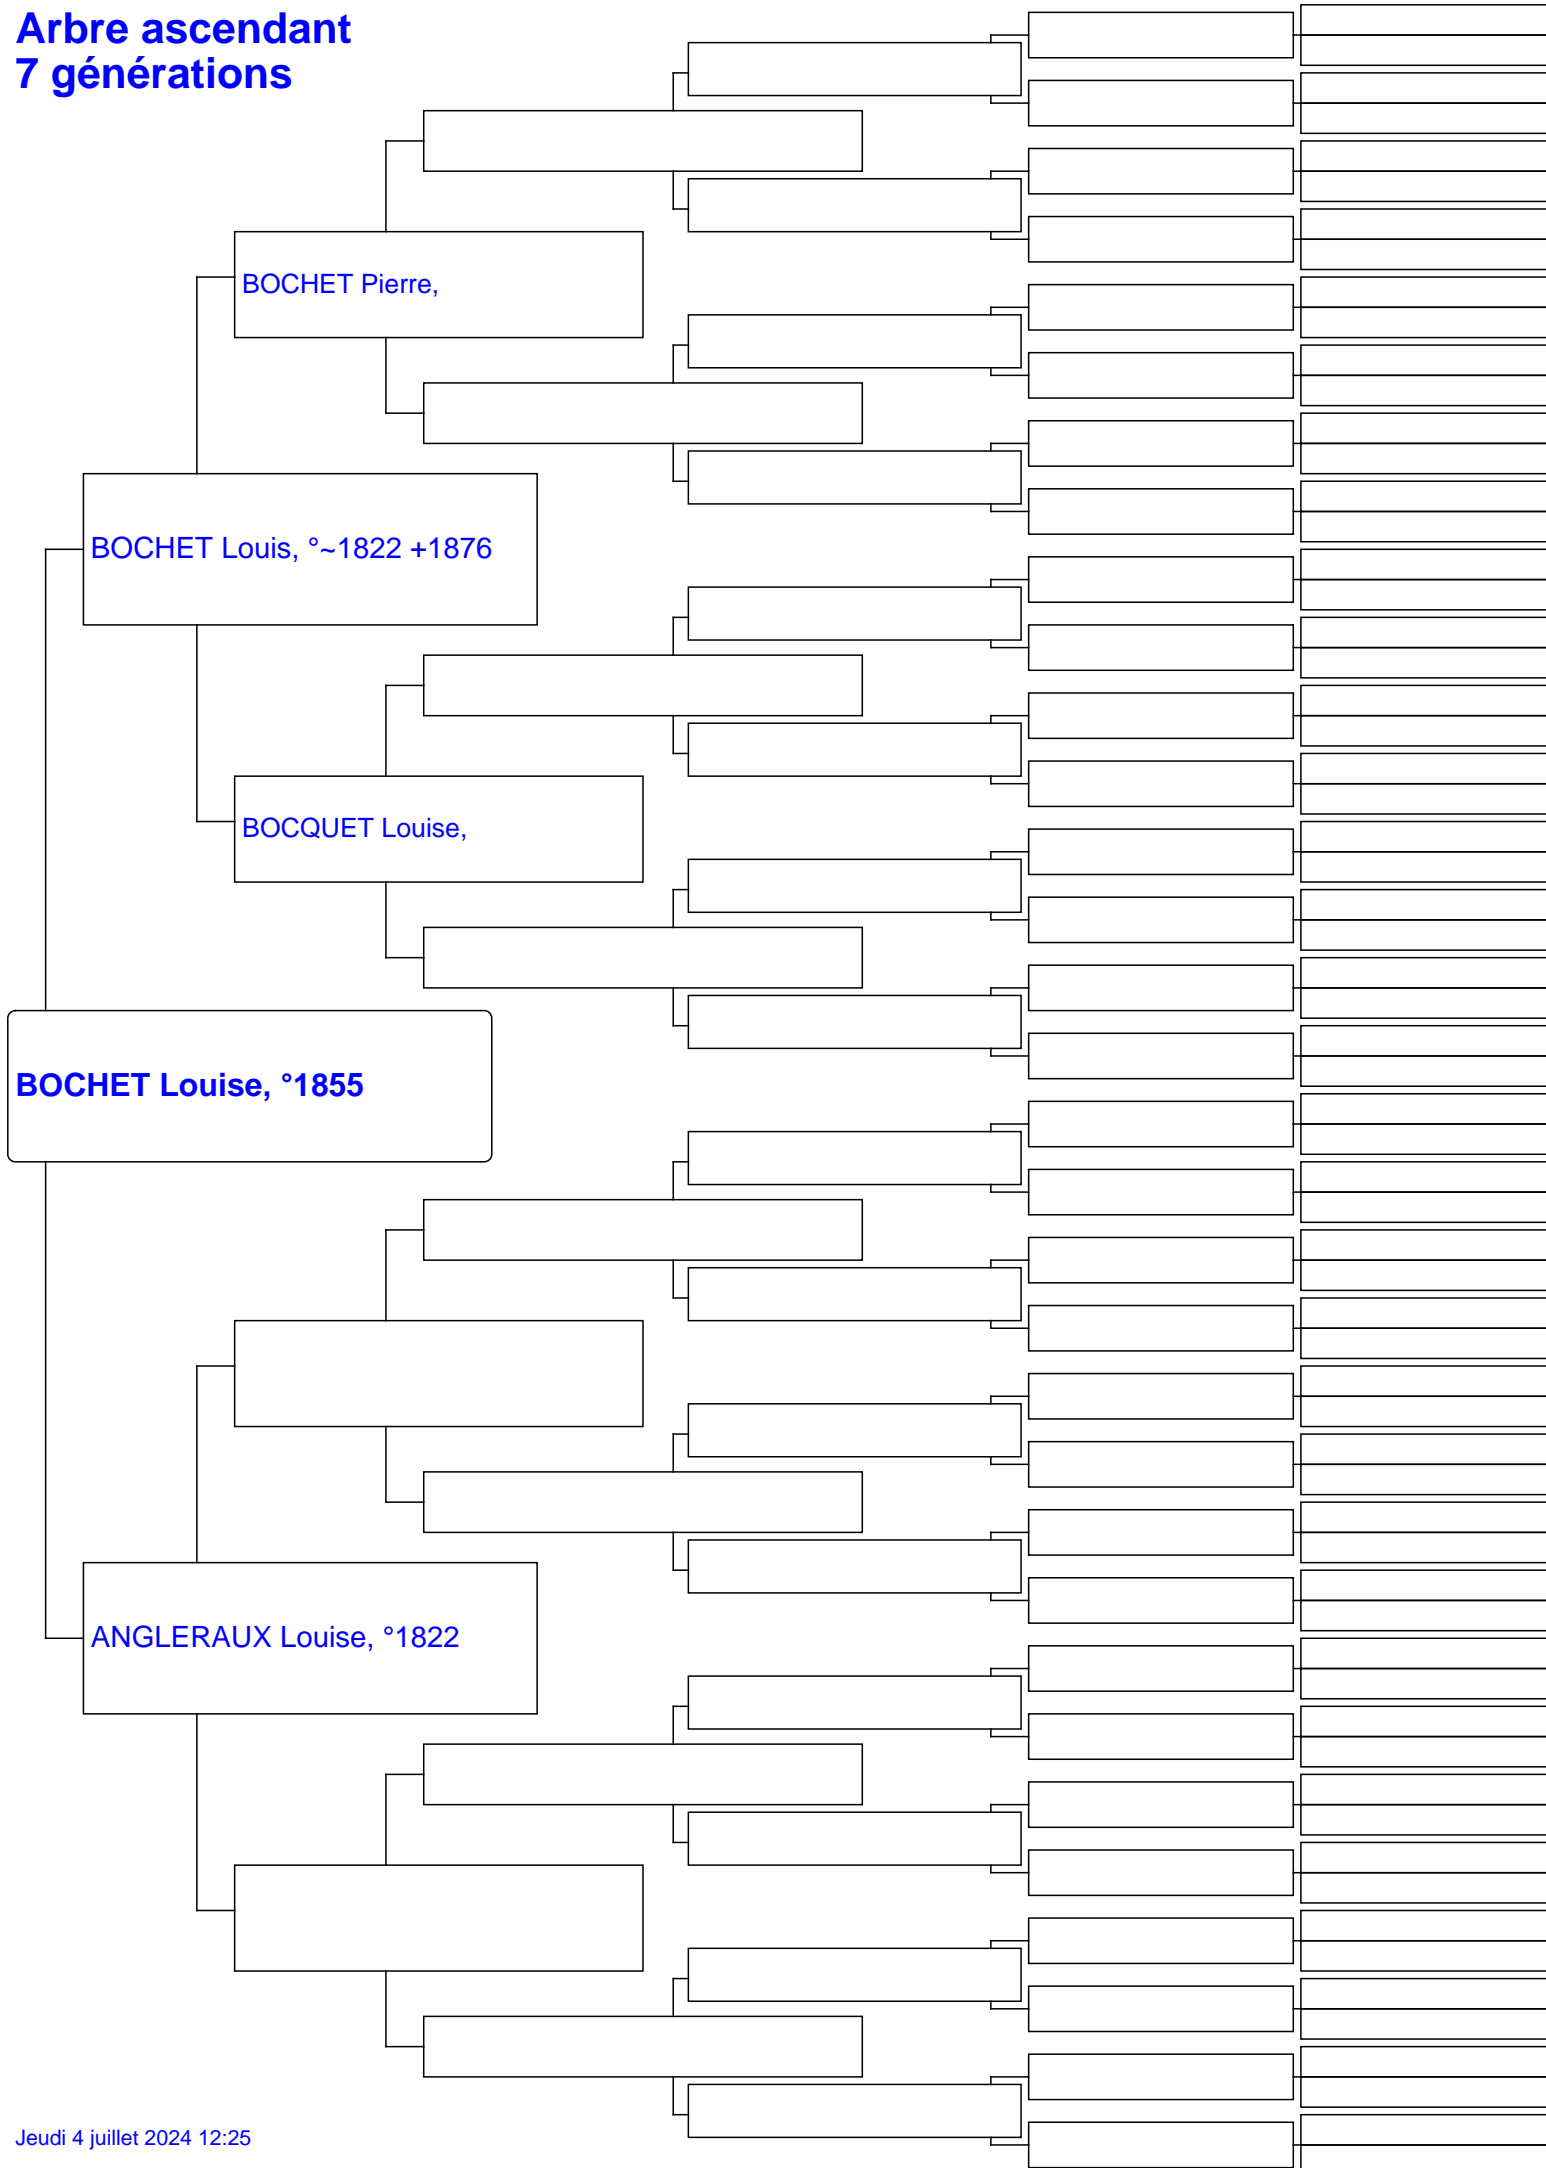 Arbre ascendant
7 générations
BOCHET Pierre,
BOCHET Louis, °~1822 +1876
BOCQUET Louise,
BOCHET Louise, °1855
ANGLERAUX Louise, °1822
Jeudi 4 juillet 2024 12:25